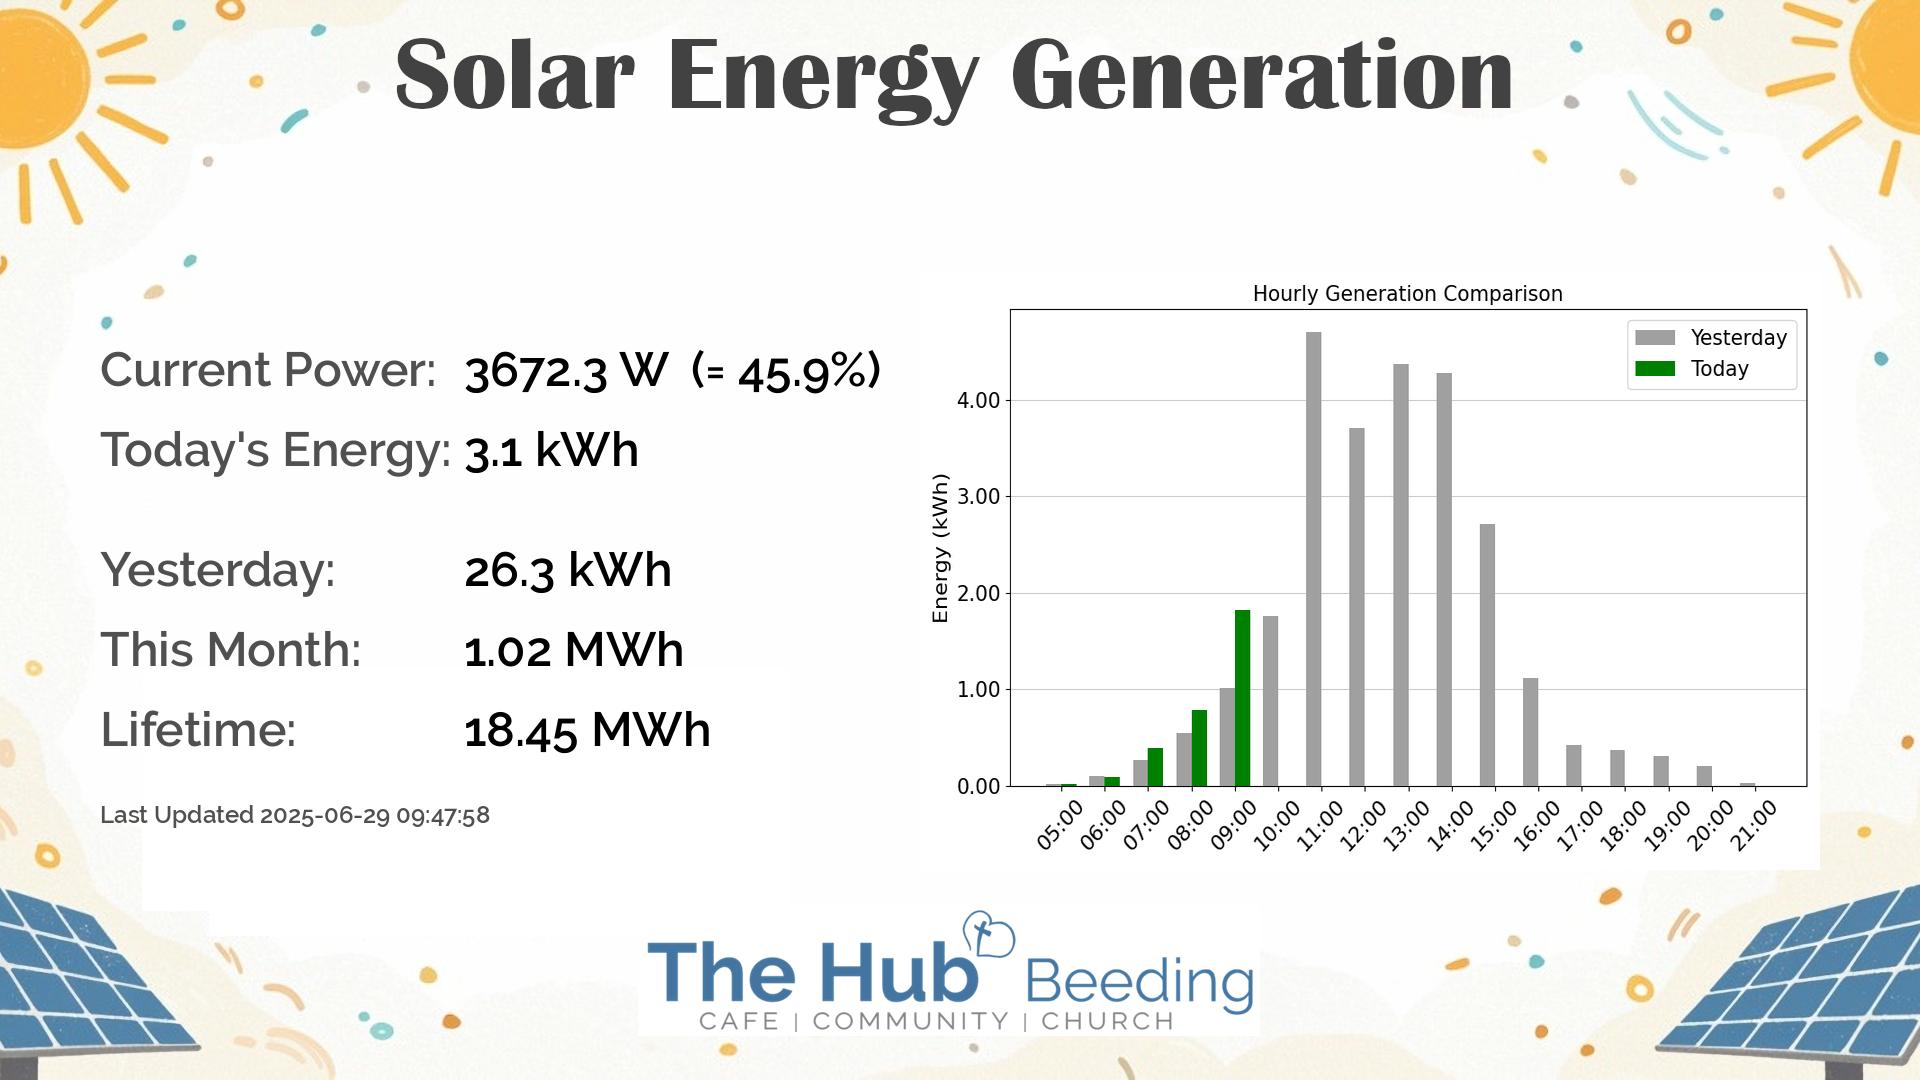 Solar Energy Generation
Current Power: 3672.3 W (= 45.9%)
Today's Energy: 3.1 kWh
Yesterday: 26.3 kWh
This Month: 1.02 MWh
Lifetime: 18.45 MWh
Last Updated 2025-06-29 09:47:58
Hourly Generation Comparison
Yesterday
Today
Energy (kWh)
4.00
3.00
2.00
1.00
0.00
05:00 06:00 07:00 08:00 09:00 10:00 11:00 12:00 13:00 14:00 15:00 16:00 17:00 18:00 19:00 20:00 21:00
The Hub Beeding
CAFE | COMMUNITY | CHURCH